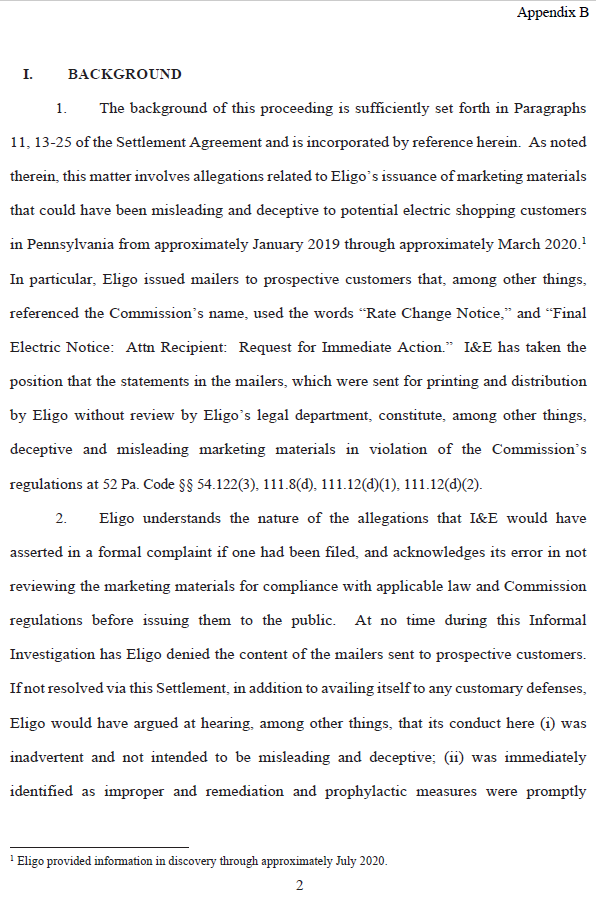 Appendix B
I. BACKGROUND
1. The background of this proceeding is sufficiently set forth in Paragraphs
11, 13-25 of the Settlement Agreement and is incorporated by reference herein. As noted
therein, this matter involves allegations related to Eligo’s issuance of marketing materials
that could have been misleading and deceptive to potential electric shopping customers
in Pennsylvania from approximately January 2019 through approximately March 2020.1
In particular, Eligo issued mailers to prospective customers that, among other things,
referenced the Commission’s name, used the words “Rate Change Notice,” and “Final
Electric Notice: Attn Recipient: Request for Immediate Action.” I&E has taken the
position that the statements in the mailers, which were sent for printing and distribution
by Eligo without review by Eligo’s legal department, constitute, among other things,
deceptive and misleading marketing materials in violation of the Commission’s
regulations at 52 Pa. Code §§ 54.122(3), 111.8(d), 111.12(d)(1), 111.12(d)(2).
2. Eligo understands the nature of the allegations that I&E would have
asserted in a formal complaint if one had been filed, and acknowledges its error in not
reviewing the marketing materials for compliance with applicable law and Commission
regulations before issuing them to the public. At no time during this Informal
Investigation has Eligo denied the content of the mailers sent to prospective customers.
If not resolved via this Settlement, in addition to availing itself to any customary defenses,
Eligo would have argued at hearing, among other things, that its conduct here (i) was
inadvertent and not intended to be misleading and deceptive; (ii) was immediately
identified as improper and remediation and prophylactic measures were promptly
1 Eligo provided information in discovery through approximately July 2020.
2